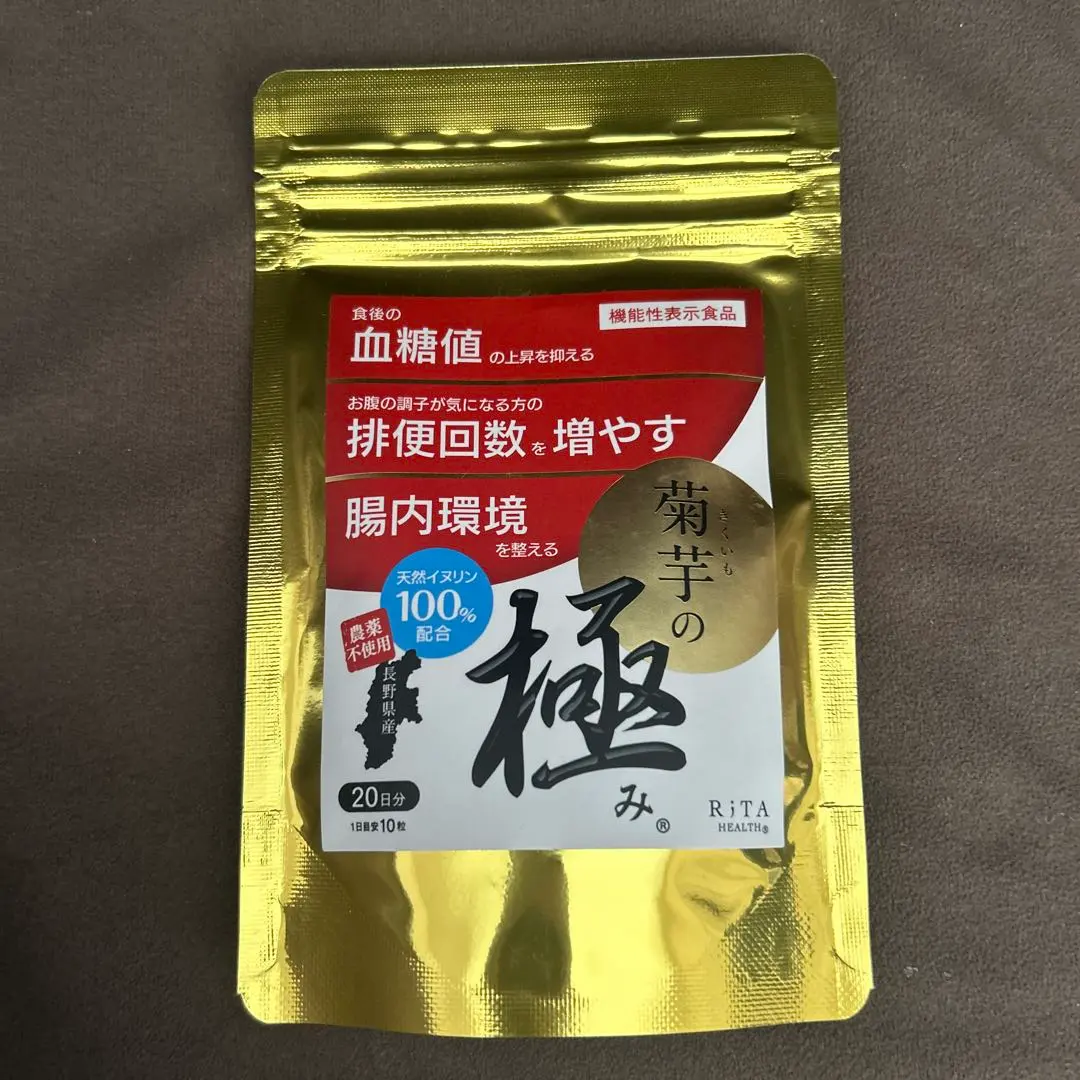 食後の
機能性表示食品
血糖値の上昇を抑える
お腹の調子が気になる方の
排便回数を増やす
腸内環境
を整える
菊芋の
きくいも
極み®
天然イヌリン
100%
配合
農薬
不使用
長野県産
20日分
1日目安10粒
RiTA
HEALTH®